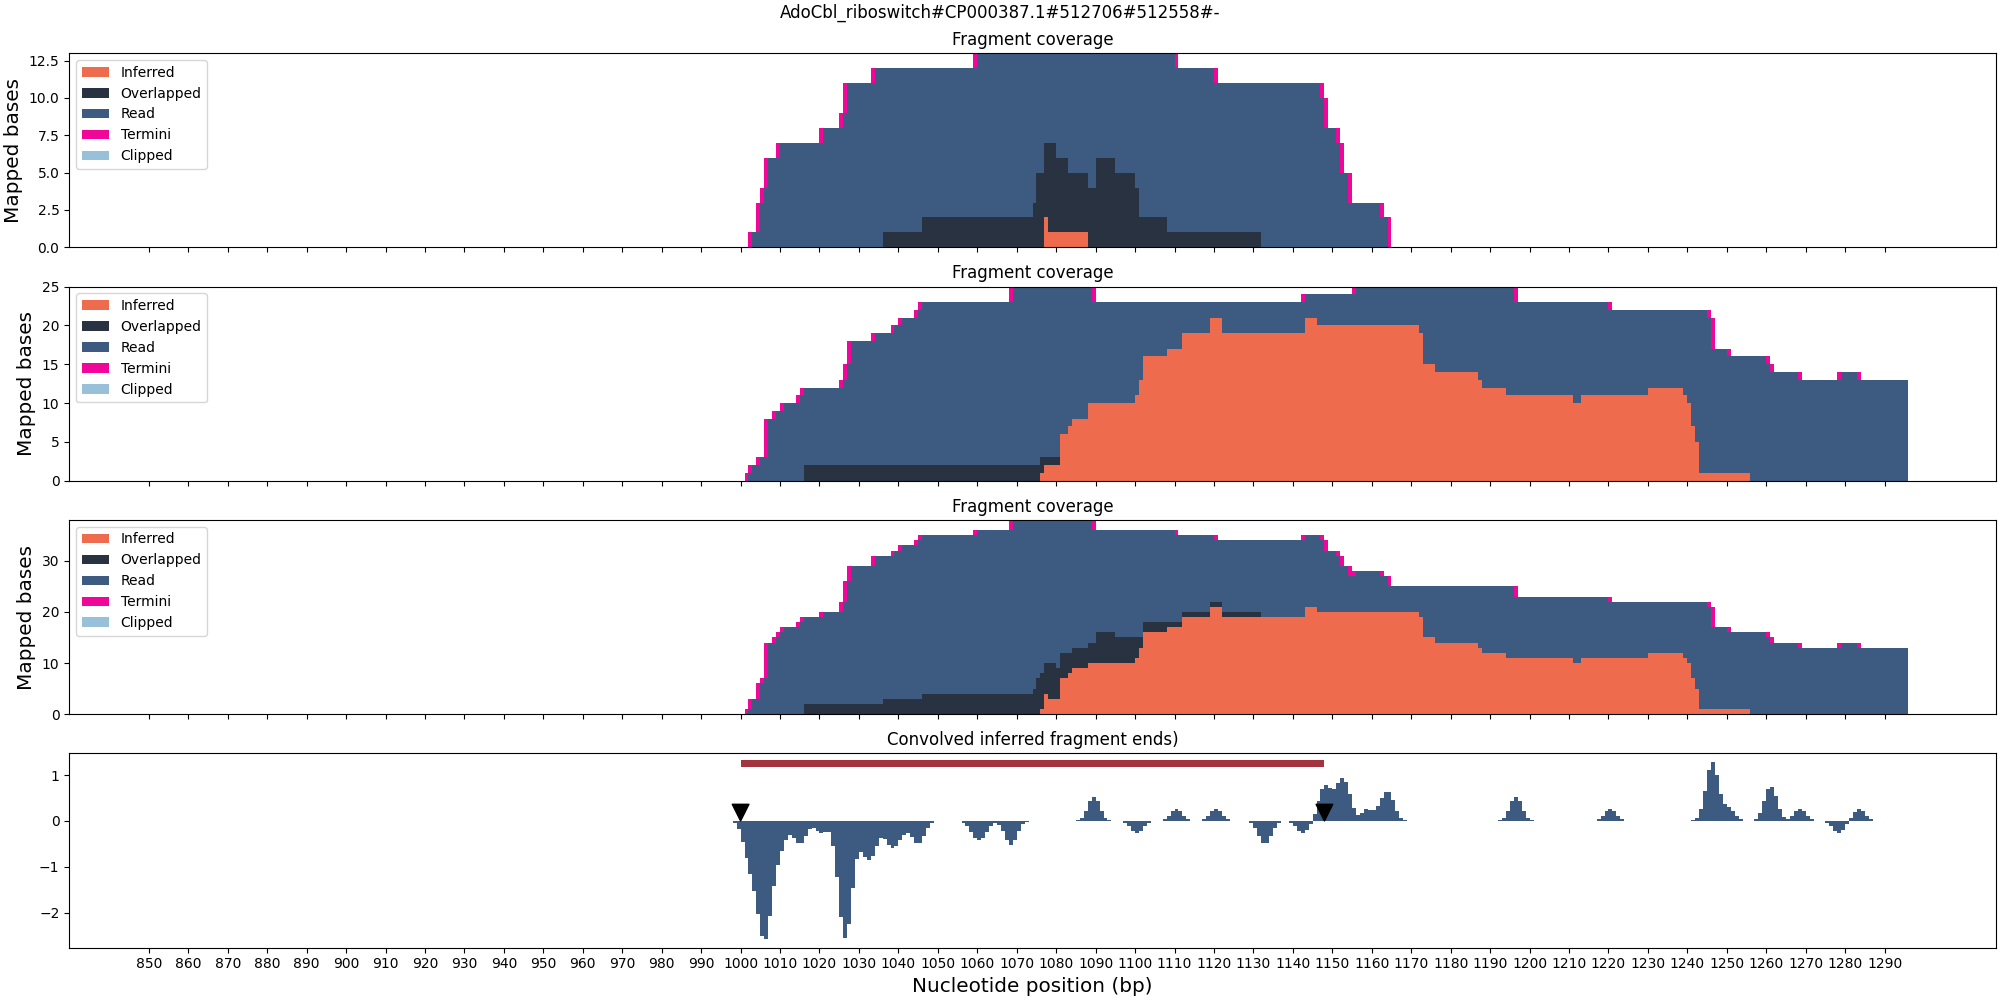 AdoCbl_riboswitch#CP000387.1#512706#512558#-
Fragment coverage
12.5
10.0
7.5
5.0
2.5
0.0
Mapped bases
Inferred
Overlapped
Read
Termini
Clipped
Fragment coverage
25
20
15
10
5
0
Mapped bases
Inferred
Overlapped
Read
Termini
Clipped
Fragment coverage
30
20
10
0
Mapped bases
Inferred
Overlapped
Read
Termini
Clipped
Convolved inferred fragment ends)
1
0
−1
−2
850 860 870 880 890 900 910 920 930 940 950 960 970 980 990 1000 1010 1020 1030 1040 1050 1060 1070 1080 1090 1100 1110 1120 1130 1140 1150 1160 1170 1180 1190 1200 1210 1220 1230 1240 1250 1260 1270 1280 1290
Nucleotide position (bp)